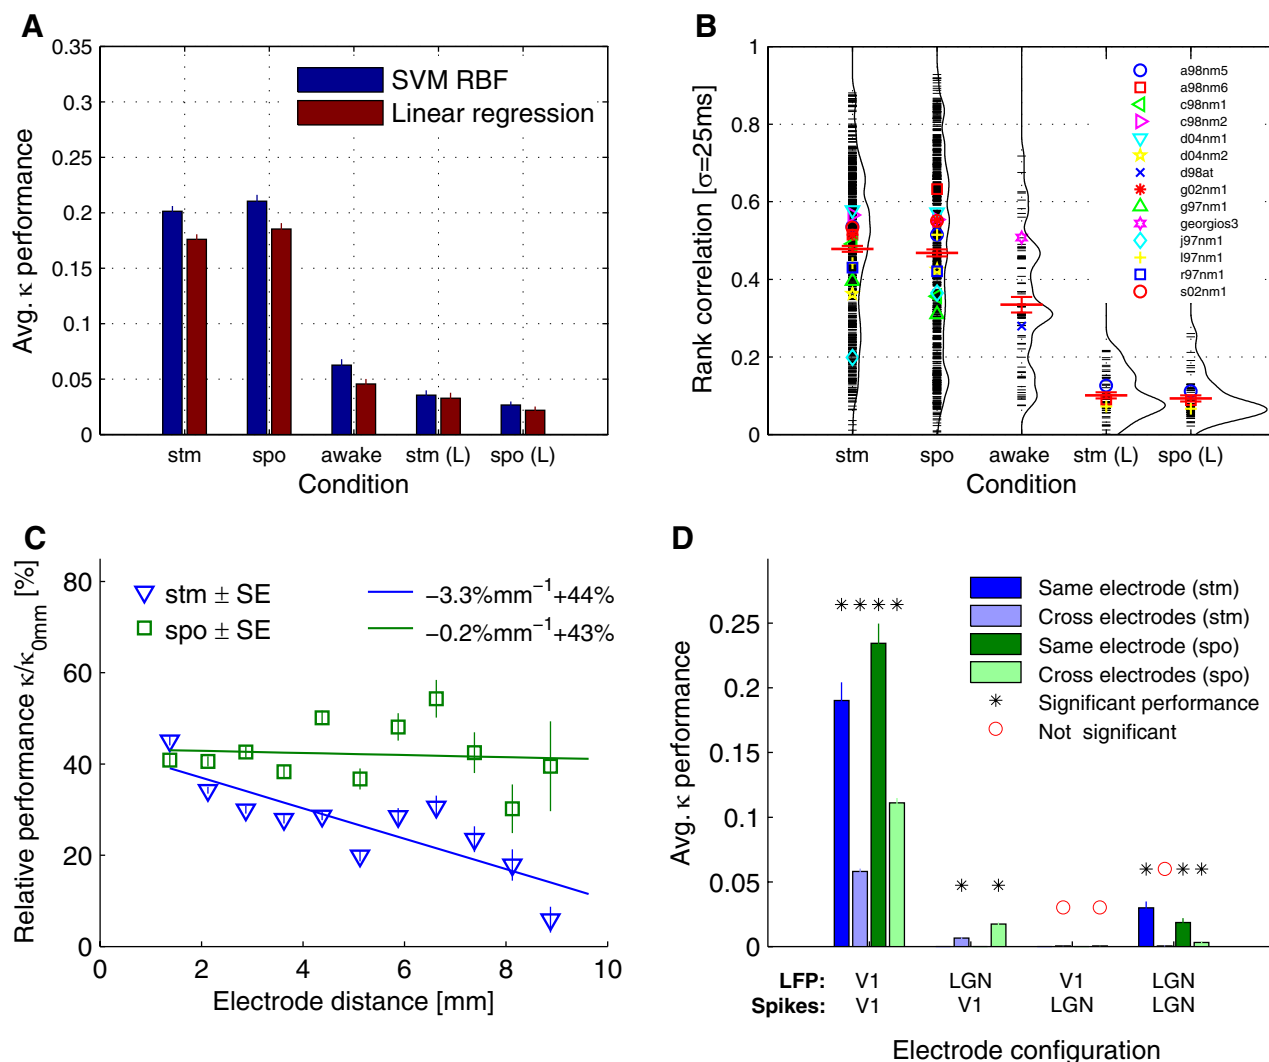 A
0.35
0.3
0.25
0.2
0.15
0.1
0.05
0
Avg. κ performance
SVM RBF
Linear regression
stm spo awake stm (L) spo (L)
Condition
B
1
0.8
0.6
0.4
0.2
0
Rank correlation [σ=25ms]
a98nm5
a98nm6
c98nm1
c98nm2
d04nm1
d04nm2
d98at
g02nm1
g97nm1
georgios3
j97nm1
l97nm1
r97nm1
s02nm1
stm spo awake stm (L) spo (L)
Condition
C
80
60
40
20
0
Relative performance κ/κ0mm [%]
stm ± SE
spo ± SE
−3.3%mm−1+44%
−0.2%mm−1+43%
0 2 4 6 8 10
Electrode distance [mm]
D
0.25
0.2
0.15
0.1
0.05
0
Avg. κ performance
Same electrode (stm)
Cross electrodes (stm)
Same electrode (spo)
Cross electrodes (spo)
Significant performance
Not significant
LFP: V1 LGN V1 LGN
Spikes: V1 V1 LGN LGN
Electrode configuration